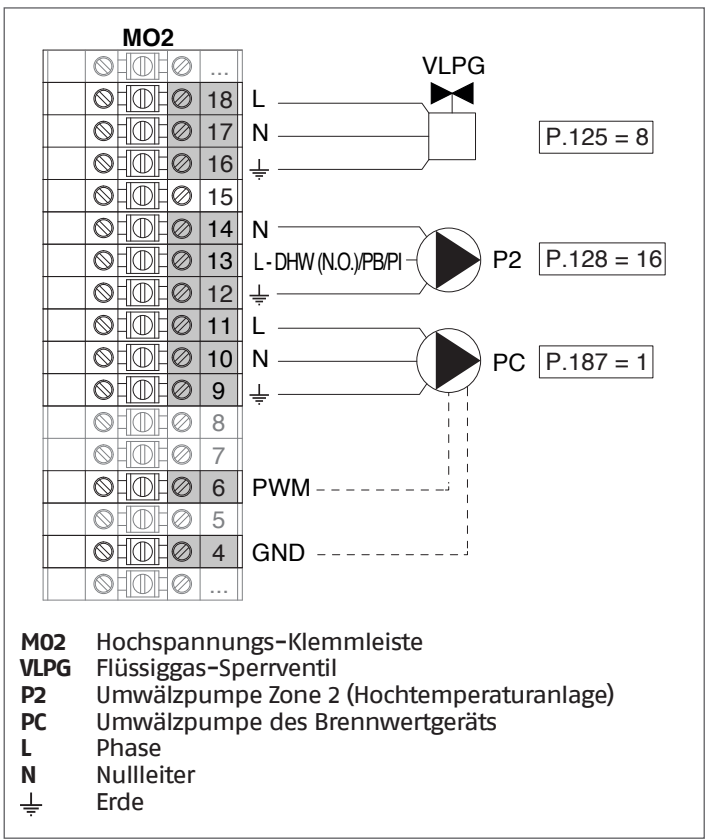 MO2
...
VLPG
18 L
17 N P.125 = 8
16
15
14 N
13 L - DHW (N.O.)/PB/PI P2 P.128 = 16
12
11 L
10 N PC P.187 = 1
9
8
7
6 PWM
5
4 GND
...
MO2 Hochspannungs-Klemmleiste
VLPG Flüssiggas-Sperrventil
P2 Umwälzpumpe Zone 2 (Hochtemperaturanlage)
PC Umwälzpumpe des Brennwertgeräts
L Phase
N Nullleiter
Erde